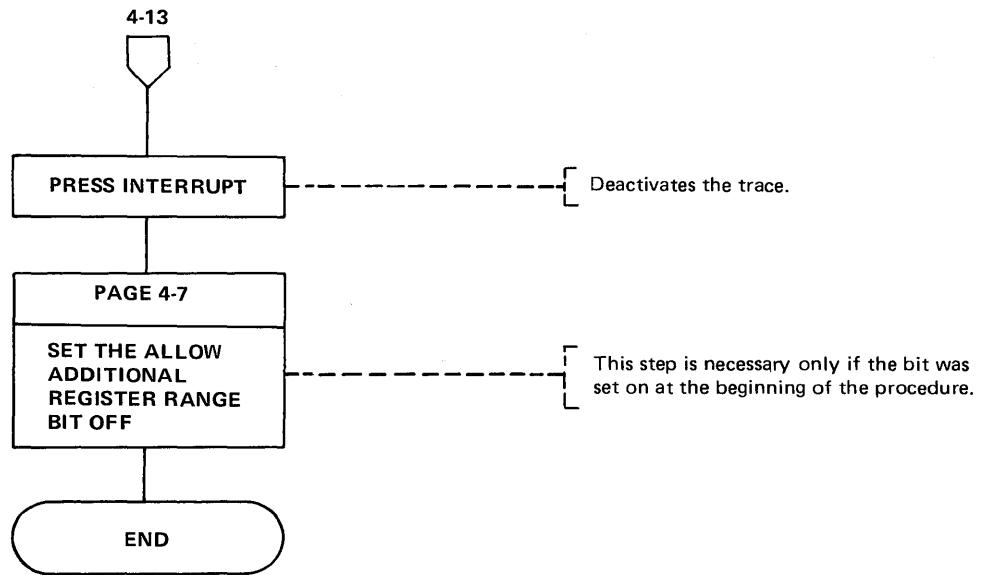 4-13
PRESS INTERRUPT
Deactivates the trace.
PAGE 4-7
SET THE ALLOW
ADDITIONAL
REGISTER RANGE
BIT OFF
This step is necessary only if the bit was
set on at the beginning of the procedure.
END